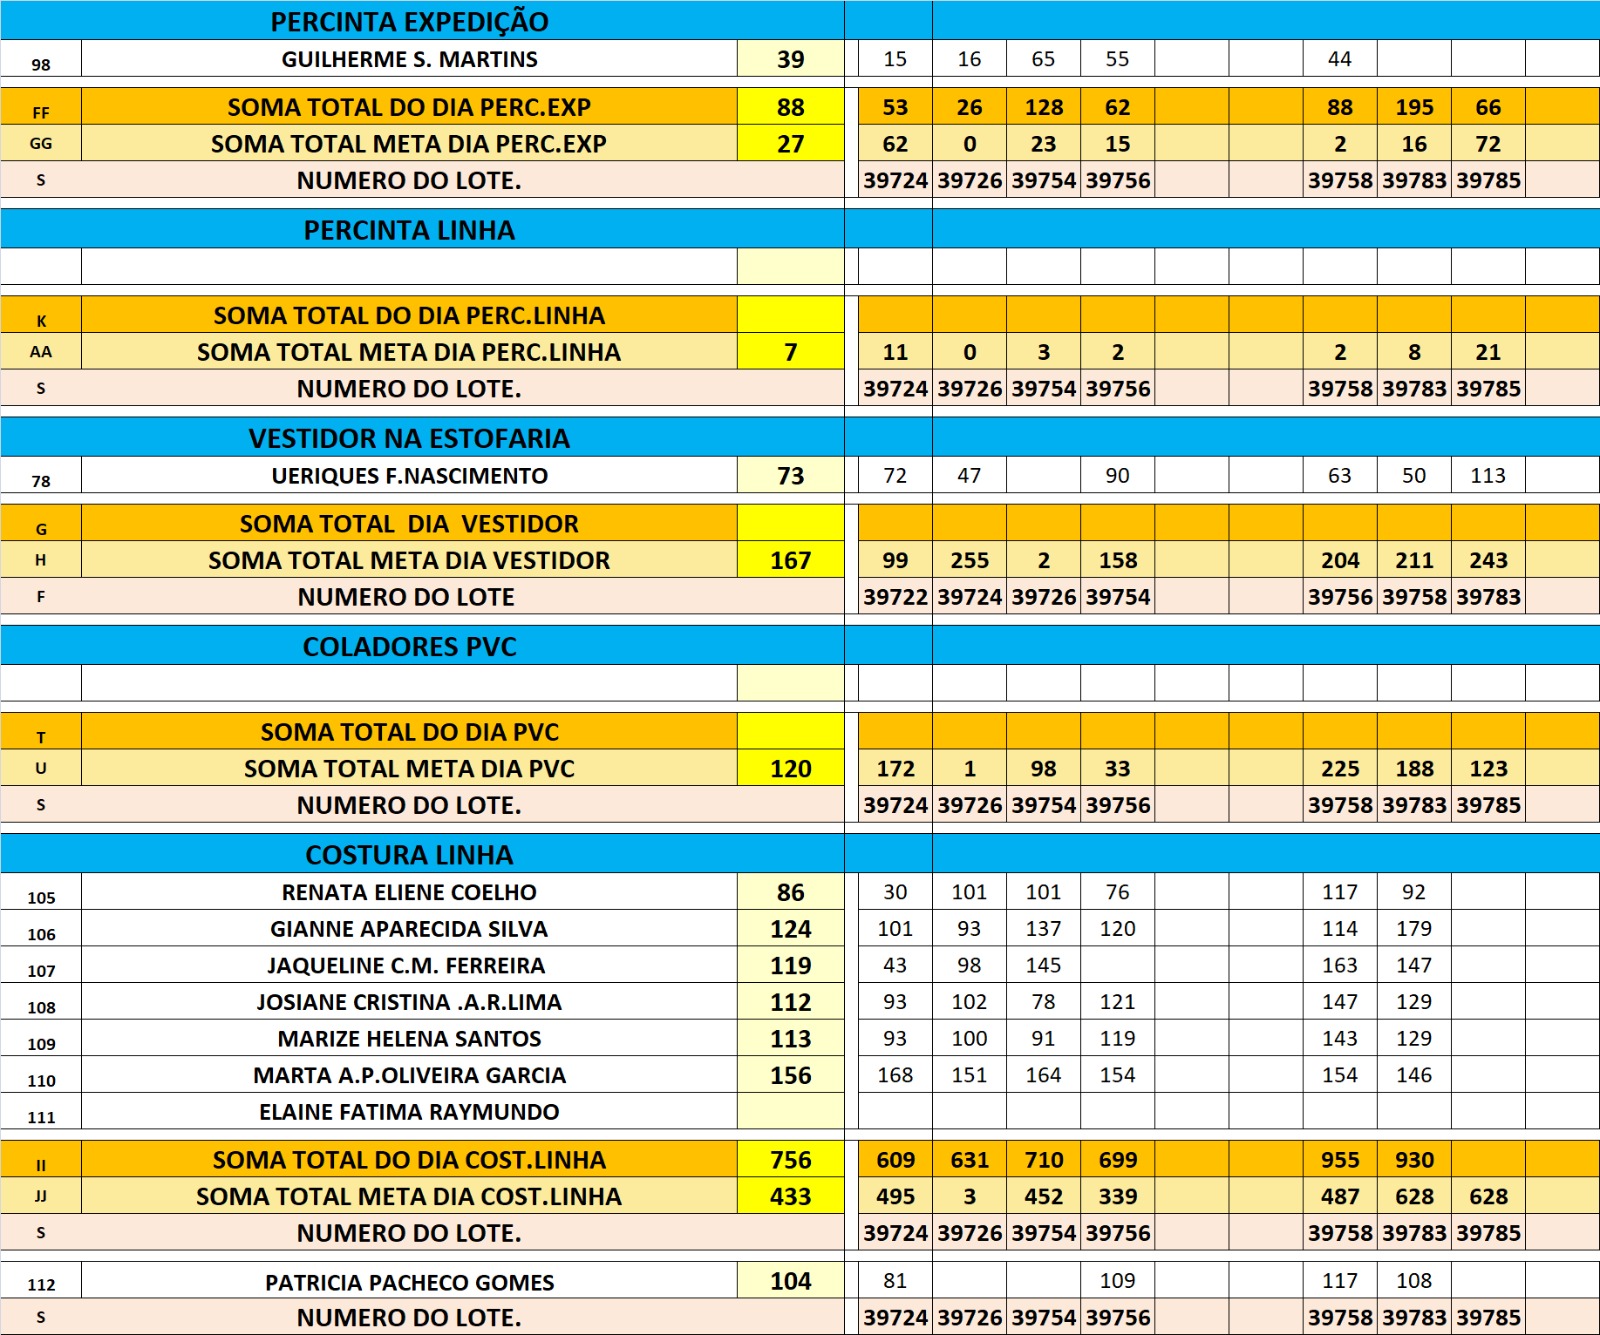 PERCINTA EXPEDIÇÃO
98 GUILHERME S. MARTINS 39 15 16 65 55 44
FF SOMA TOTAL DO DIA PERC.EXP 88 53 26 128 62 88 195 66
GG SOMA TOTAL META DIA PERC.EXP 27 62 0 23 15 2 16 72
S NUMERO DO LOTE. 39724 39726 39754 39756 39758 39783 39785
PERCINTA LINHA
K SOMA TOTAL DO DIA PERC.LINHA
AA SOMA TOTAL META DIA PERC.LINHA 7 11 0 3 2 2 8 21
S NUMERO DO LOTE. 39724 39726 39754 39756 39758 39783 39785
VESTIDOR NA ESTOFARIA
78 UERIQUES F.NASCIMENTO 73 72 47 90 63 50 113
G SOMA TOTAL DIA VESTIDOR
H SOMA TOTAL META DIA VESTIDOR 167 99 255 2 158 204 211 243
F NUMERO DO LOTE 39722 39724 39726 39754 39756 39758 39783
COLADORES PVC
T SOMA TOTAL DO DIA PVC
U SOMA TOTAL META DIA PVC 120 172 1 98 33 225 188 123
S NUMERO DO LOTE. 39724 39726 39754 39756 39758 39783 39785
COSTURA LINHA
105 RENATA ELIENE COELHO 86 30 101 101 76 117 92
106 GIANNE APARECIDA SILVA 124 101 93 137 120 114 179
107 JAQUELINE C.M. FERREIRA 119 43 98 145 163 147
108 JOSIANE CRISTINA .A.R.LIMA 112 93 102 78 121 147 129
109 MARIZE HELENA SANTOS 113 93 100 91 119 143 129
110 MARTA A.P.OLIVEIRA GARCIA 156 168 151 164 154 154 146
111 ELAINE FATIMA RAYMUNDO
II SOMA TOTAL DO DIA COST.LINHA 756 609 631 710 699 955 930
JJ SOMA TOTAL META DIA COST.LINHA 433 495 3 452 339 487 628 628
S NUMERO DO LOTE. 39724 39726 39754 39756 39758 39783 39785
112 PATRICIA PACHECO GOMES 104 81 109 117 108
S NUMERO DO LOTE. 39724 39726 39754 39756 39758 39783 39785